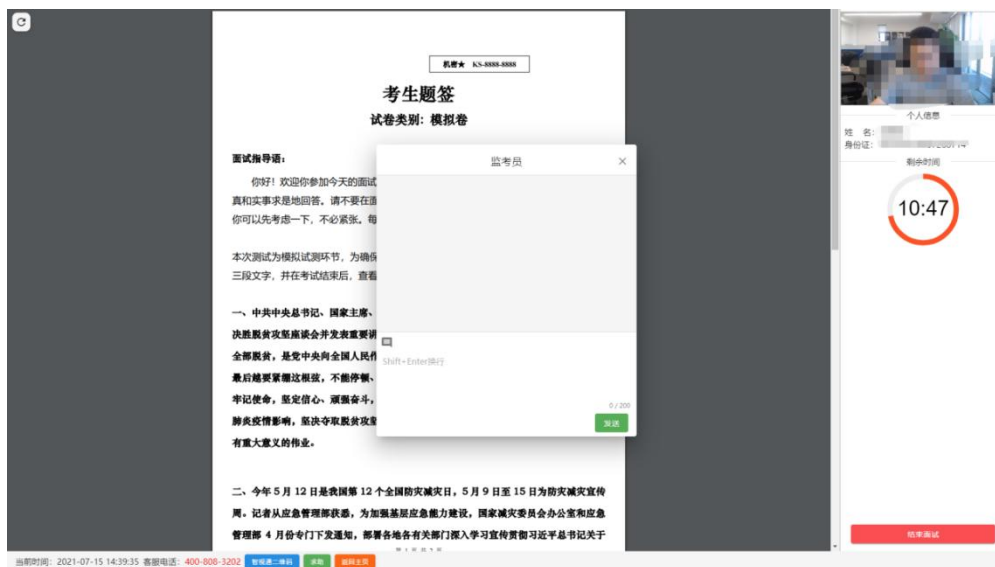 机密★ KS-8888-8888
考生题签
试卷类别：模拟卷
面试指导语：
你好！欢迎你参加今天的面试
真和实事求是地回答。请不要在面
你可以先考虑一下，不必紧张。每
本次测试为模拟试测环节，为确保
三段文字，并在考试结束后，查看
一、中共中央总书记、国家主席、
决胜脱贫攻坚座谈会并发表重要讲
全部脱贫，是党中央向全国人民作
最后越要紧绷这根弦，不能停顿、
牢记使命，坚定信心、顽强奋斗，
肺炎疫情影响，坚决夺取脱贫攻坚
有重大意义的伟业。
二、今年 5 月 12 日是我国第 12 个全国防灾减灾日，5 月 9 日至 15 日为防灾减灾宣传
周。记者从应急管理部获悉，为加强基层应急能力建设，国家减灾委员会办公室和应急
管理部 4 月份专门下发通知，部署各地各有关部门深入学习宣传贯彻习近平总书记关于
监考员
Shift+Enter换行
0 / 200
发送
个人信息
姓 名：
身份证：
剩余时间
10:47
结束面试
当前时间：2021-07-15 14:39:35 客服电话：400-808-3202 智视通二维码 求助 返回主页